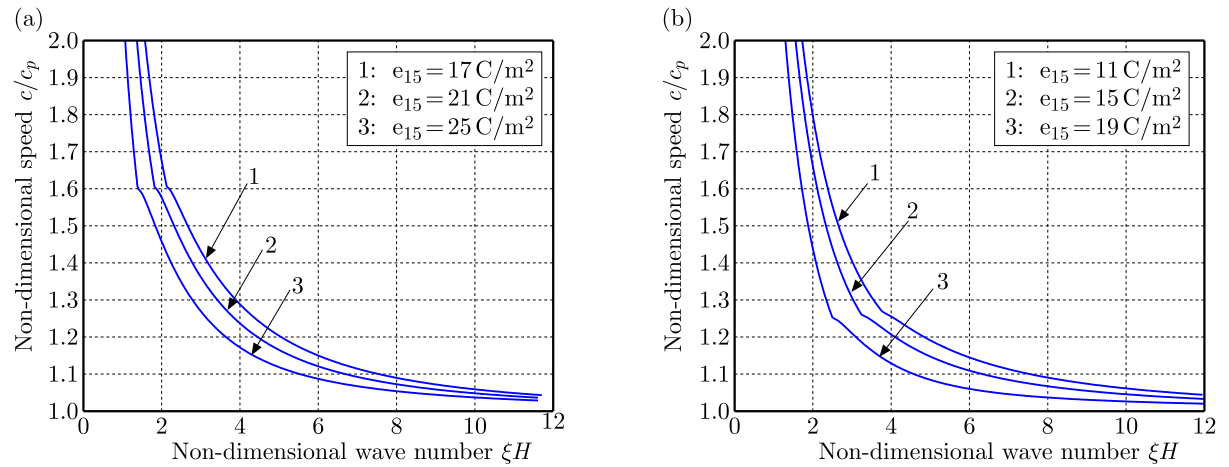 (a)
2.0
1.9
1.8
1.7
1.6
1.5
1.4
1.3
1.2
1.1
1.0
Non-dimensional speed c/cₚ
1: e₁₅=17 C/m²
2: e₁₅=21 C/m²
3: e₁₅=25 C/m²
1
2
3
0 2 4 6 8 10 12
Non-dimensional wave number ξH
(b)
2.0
1.9
1.8
1.7
1.6
1.5
1.4
1.3
1.2
1.1
1.0
Non-dimensional speed c/cₚ
1: e₁₅=11 C/m²
2: e₁₅=15 C/m²
3: e₁₅=19 C/m²
1
2
3
0 2 4 6 8 10 12
Non-dimensional wave number ξH